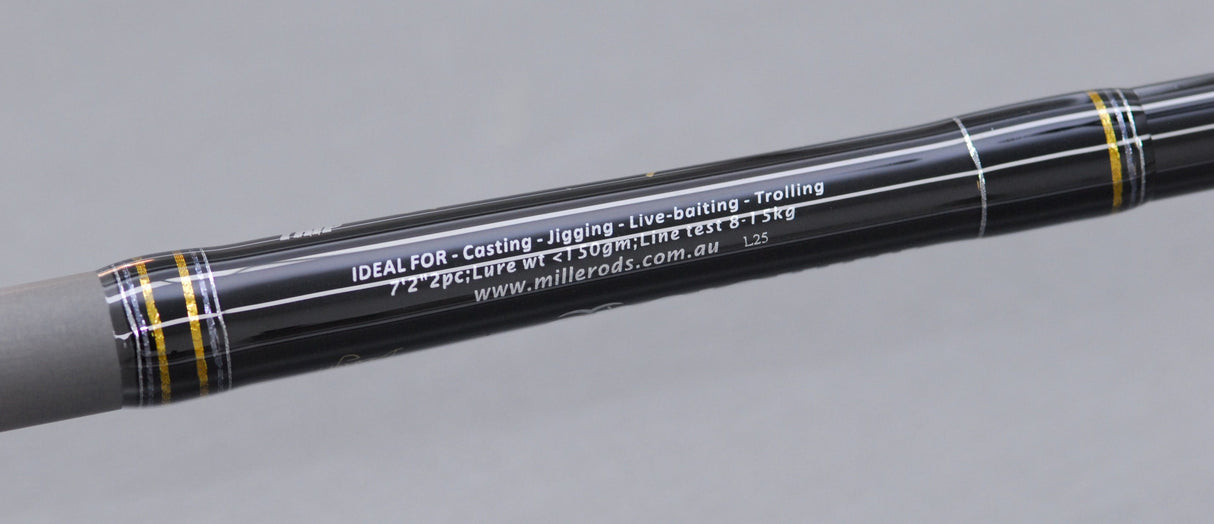 IDEAL FOR - Casting - Jigging - Live-baiting - Trolling
7'2"2pc;Lure wt <150gm;Line test 8-15kg
www.millerods.com.au L25